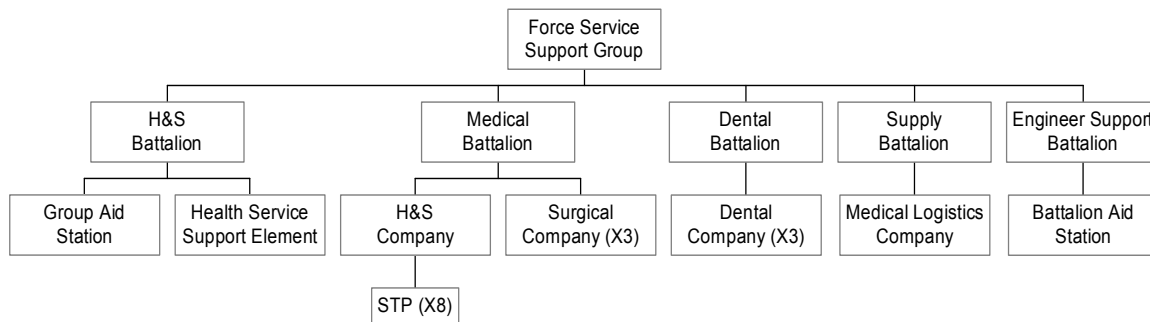 Force Service
Support Group
H&S
Battalion
Medical
Battalion
Dental
Battalion
Supply
Battalion
Engineer Support
Battalion
Group Aid
Station
Health Service
Support Element
H&S
Company
Surgical
Company (X3)
Dental
Company (X3)
Medical Logistics
Company
Battalion Aid
Station
STP (X8)